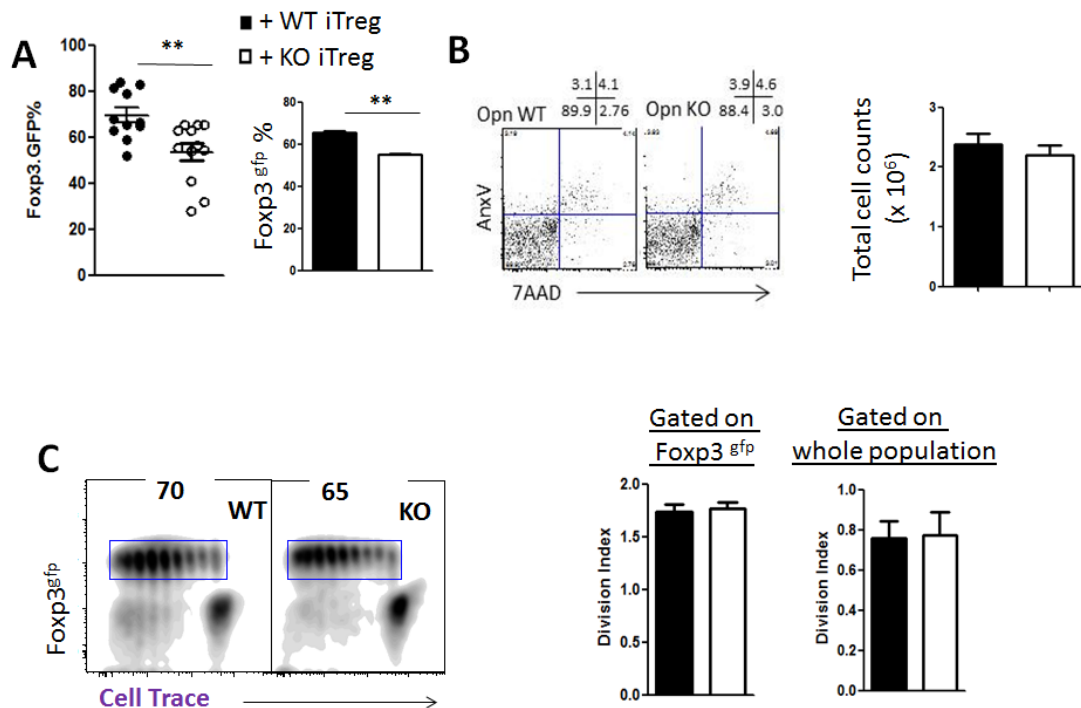 A
**
+ WT iTreg
+ KO iTreg
B
Foxp3.GFP%
100
80
60
40
20
0
**
Foxp3 gfp %
80
60
40
20
0
3.1 4.1
89.9 2.76
Opn WT
3.9 4.6
88.4 3.0
Opn KO
AnxV
7AAD
Total cell counts
(x 10⁶)
3
2
1
0
C
70
WT
65
KO
Foxp3gfp
Cell Trace
Gated on
Foxp3 gfp
Division Index
2.0
1.5
1.0
0.5
0.0
Gated on
whole population
Division Index
1.0
0.8
0.6
0.4
0.2
0.0